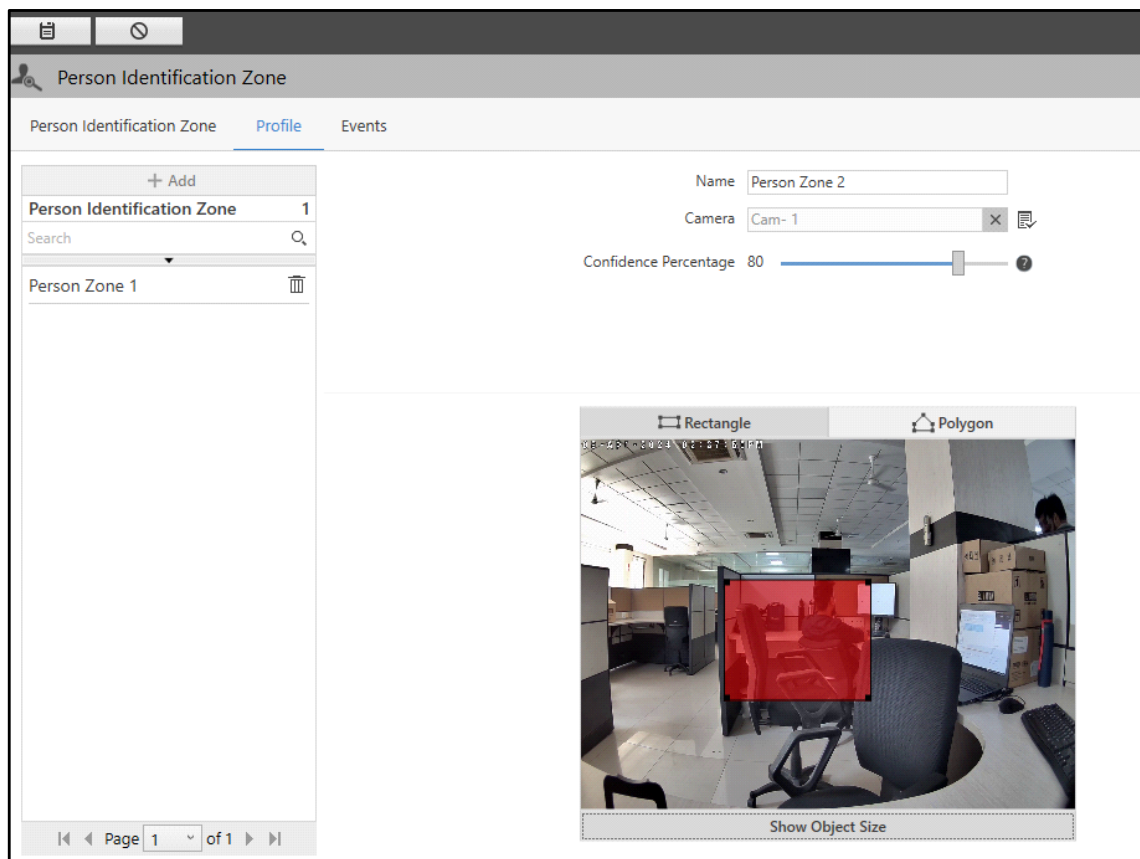 Person Identification Zone
Person Identification Zone Profile Events
+ Add
Person Identification Zone 1
Search
Person Zone 1
Page 1 of 1
Name Person Zone 2
Camera Cam- 1
Confidence Percentage 80
Rectangle Polygon
Show Object Size